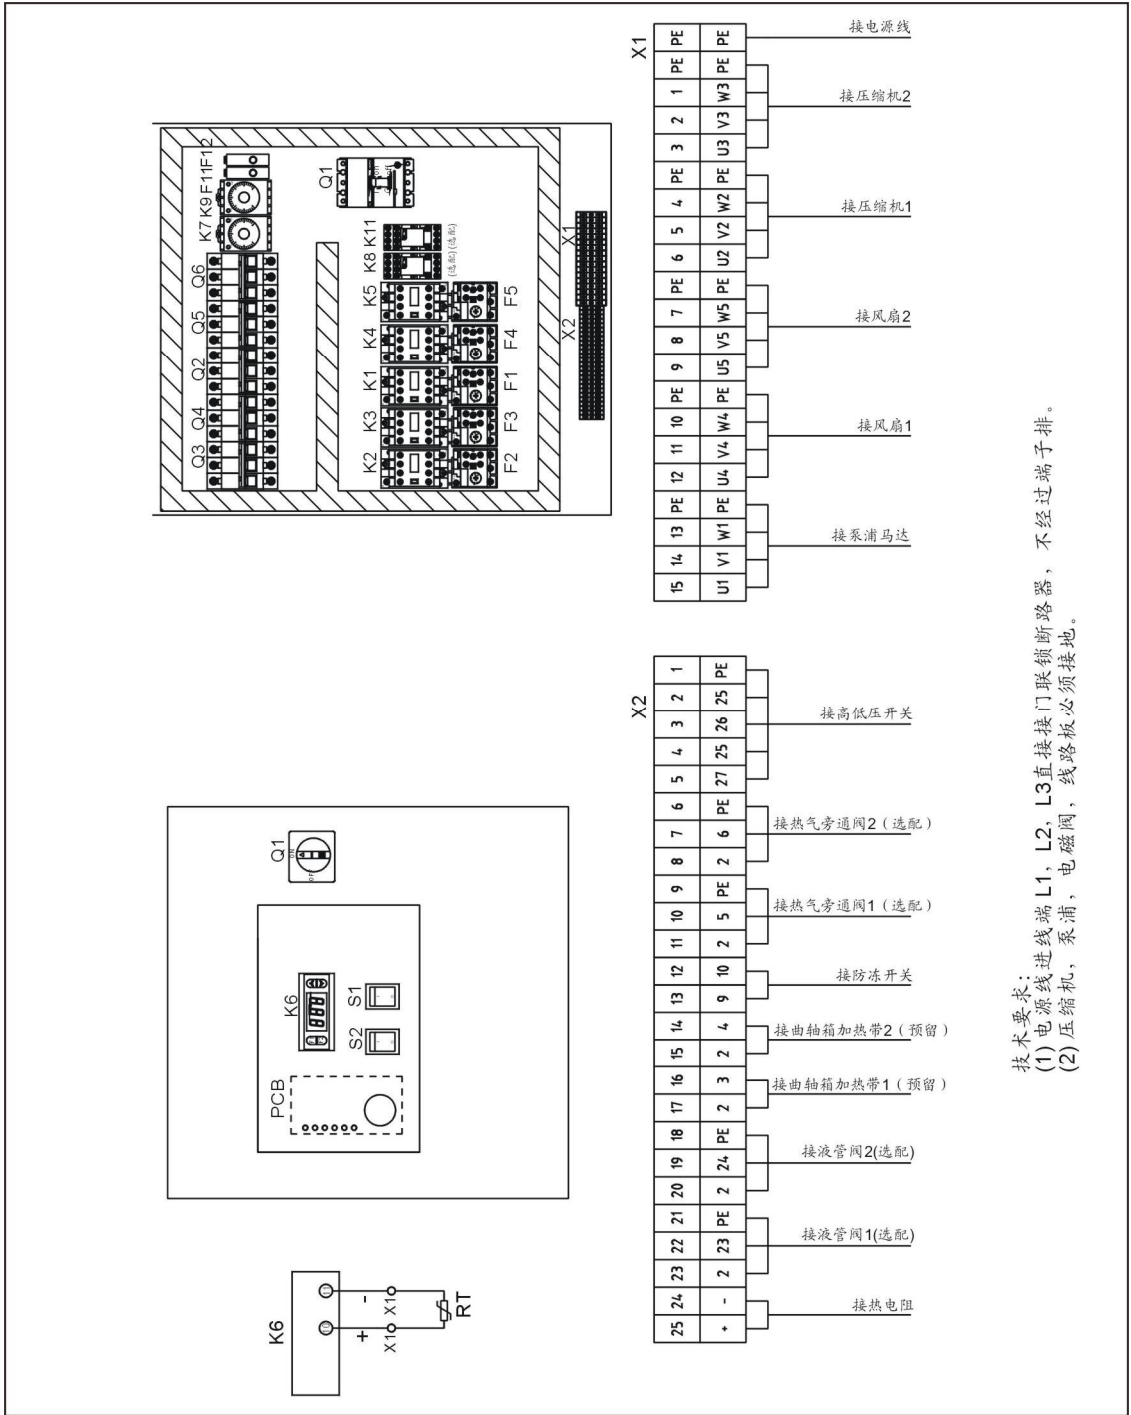 X1
PE PE 接电源线
PE PE
1 W3 接压缩机2
2 V3
3 U3
PE PE
4 W2 接压缩机1
5 V2
6 U2
PE PE
7 W5 接风扇2
8 V5
9 U5
PE PE
10 W4 接风扇1
11 V4
12 U4
PE PE
13 W1 接泵浦马达
14 V1
15 U1
X2
1 PE
2 25
3 26 接高低压开关
4 25
5 27
6 PE
7 6 接热气旁通阀2（选配）
8 2
9 PE
10 5 接热气旁通阀1（选配）
11 2
12 10 接防冻开关
13 9
14 4 接曲轴箱加热带2（预留）
15 2
16 3 接曲轴箱加热带1（预留）
17 2
18 PE
19 24 接液管阀2(选配)
20 2
21 PE
22 23 接液管阀1(选配)
23 2
24 - 接热电阻
25 +
Q3 Q4 Q2 Q5 Q6 K7 K9 F11 F12
Q1
K2 K3 K1 K4 K5 K8 K11
(选配) (选配)
F2 F3 F1 F4 F5
X2 X1
Q1
ON
OFF
K6
S2 S1
PCB
K6
10 11
+ -
X1 X1
RT
技术要求：
(1) 电源线进线端 L1，L2，L3直接接门联锁断路器，不经过端子排。
(2) 压缩机，泵浦，电磁阀，线路板必须接地。